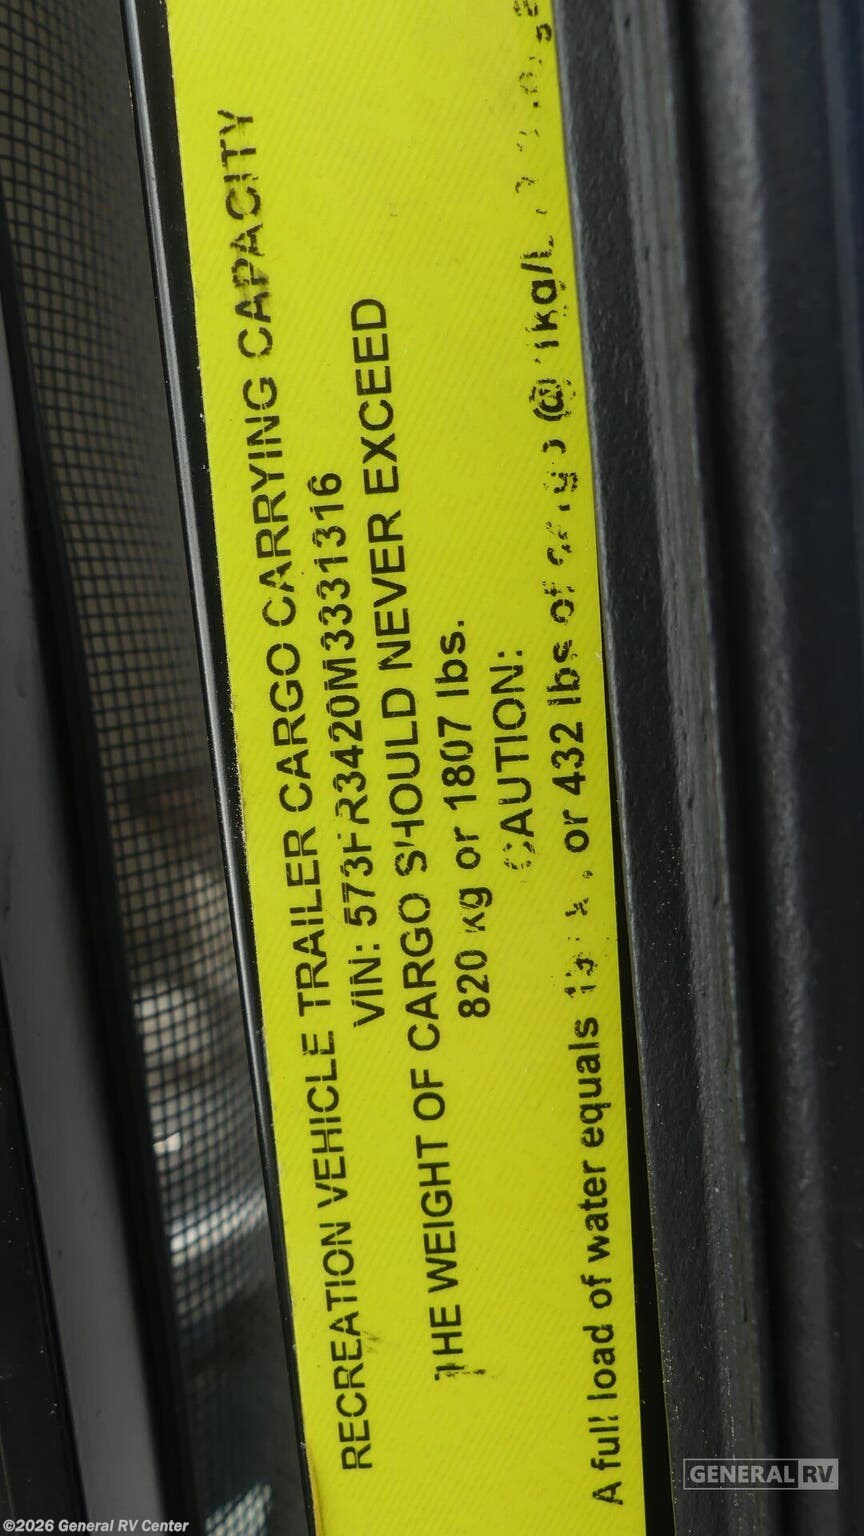 RECREATION VEHICLE TRAILER CARGO CARRYING CAPACITY
VIN: 573FR3420M3331316
THE WEIGHT OF CARGO SHOULD NEVER EXCEED
820 kg or 1807 lbs.
CAUTION:
A full load of water equals or 432 lbs of cargo @ 1kg/L
GENERAL RV
©2026 General RV Center